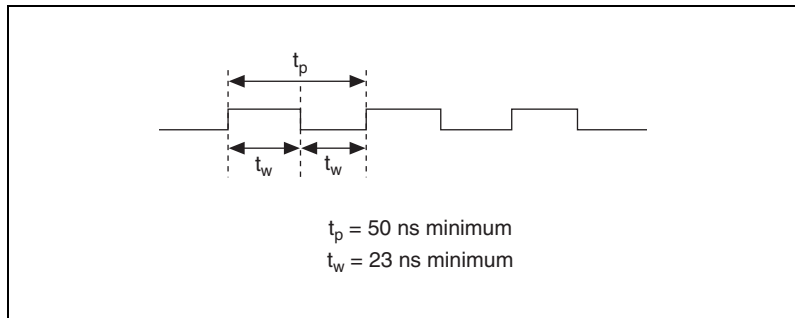 tp
tw tw
tp = 50 ns minimum
tw = 23 ns minimum